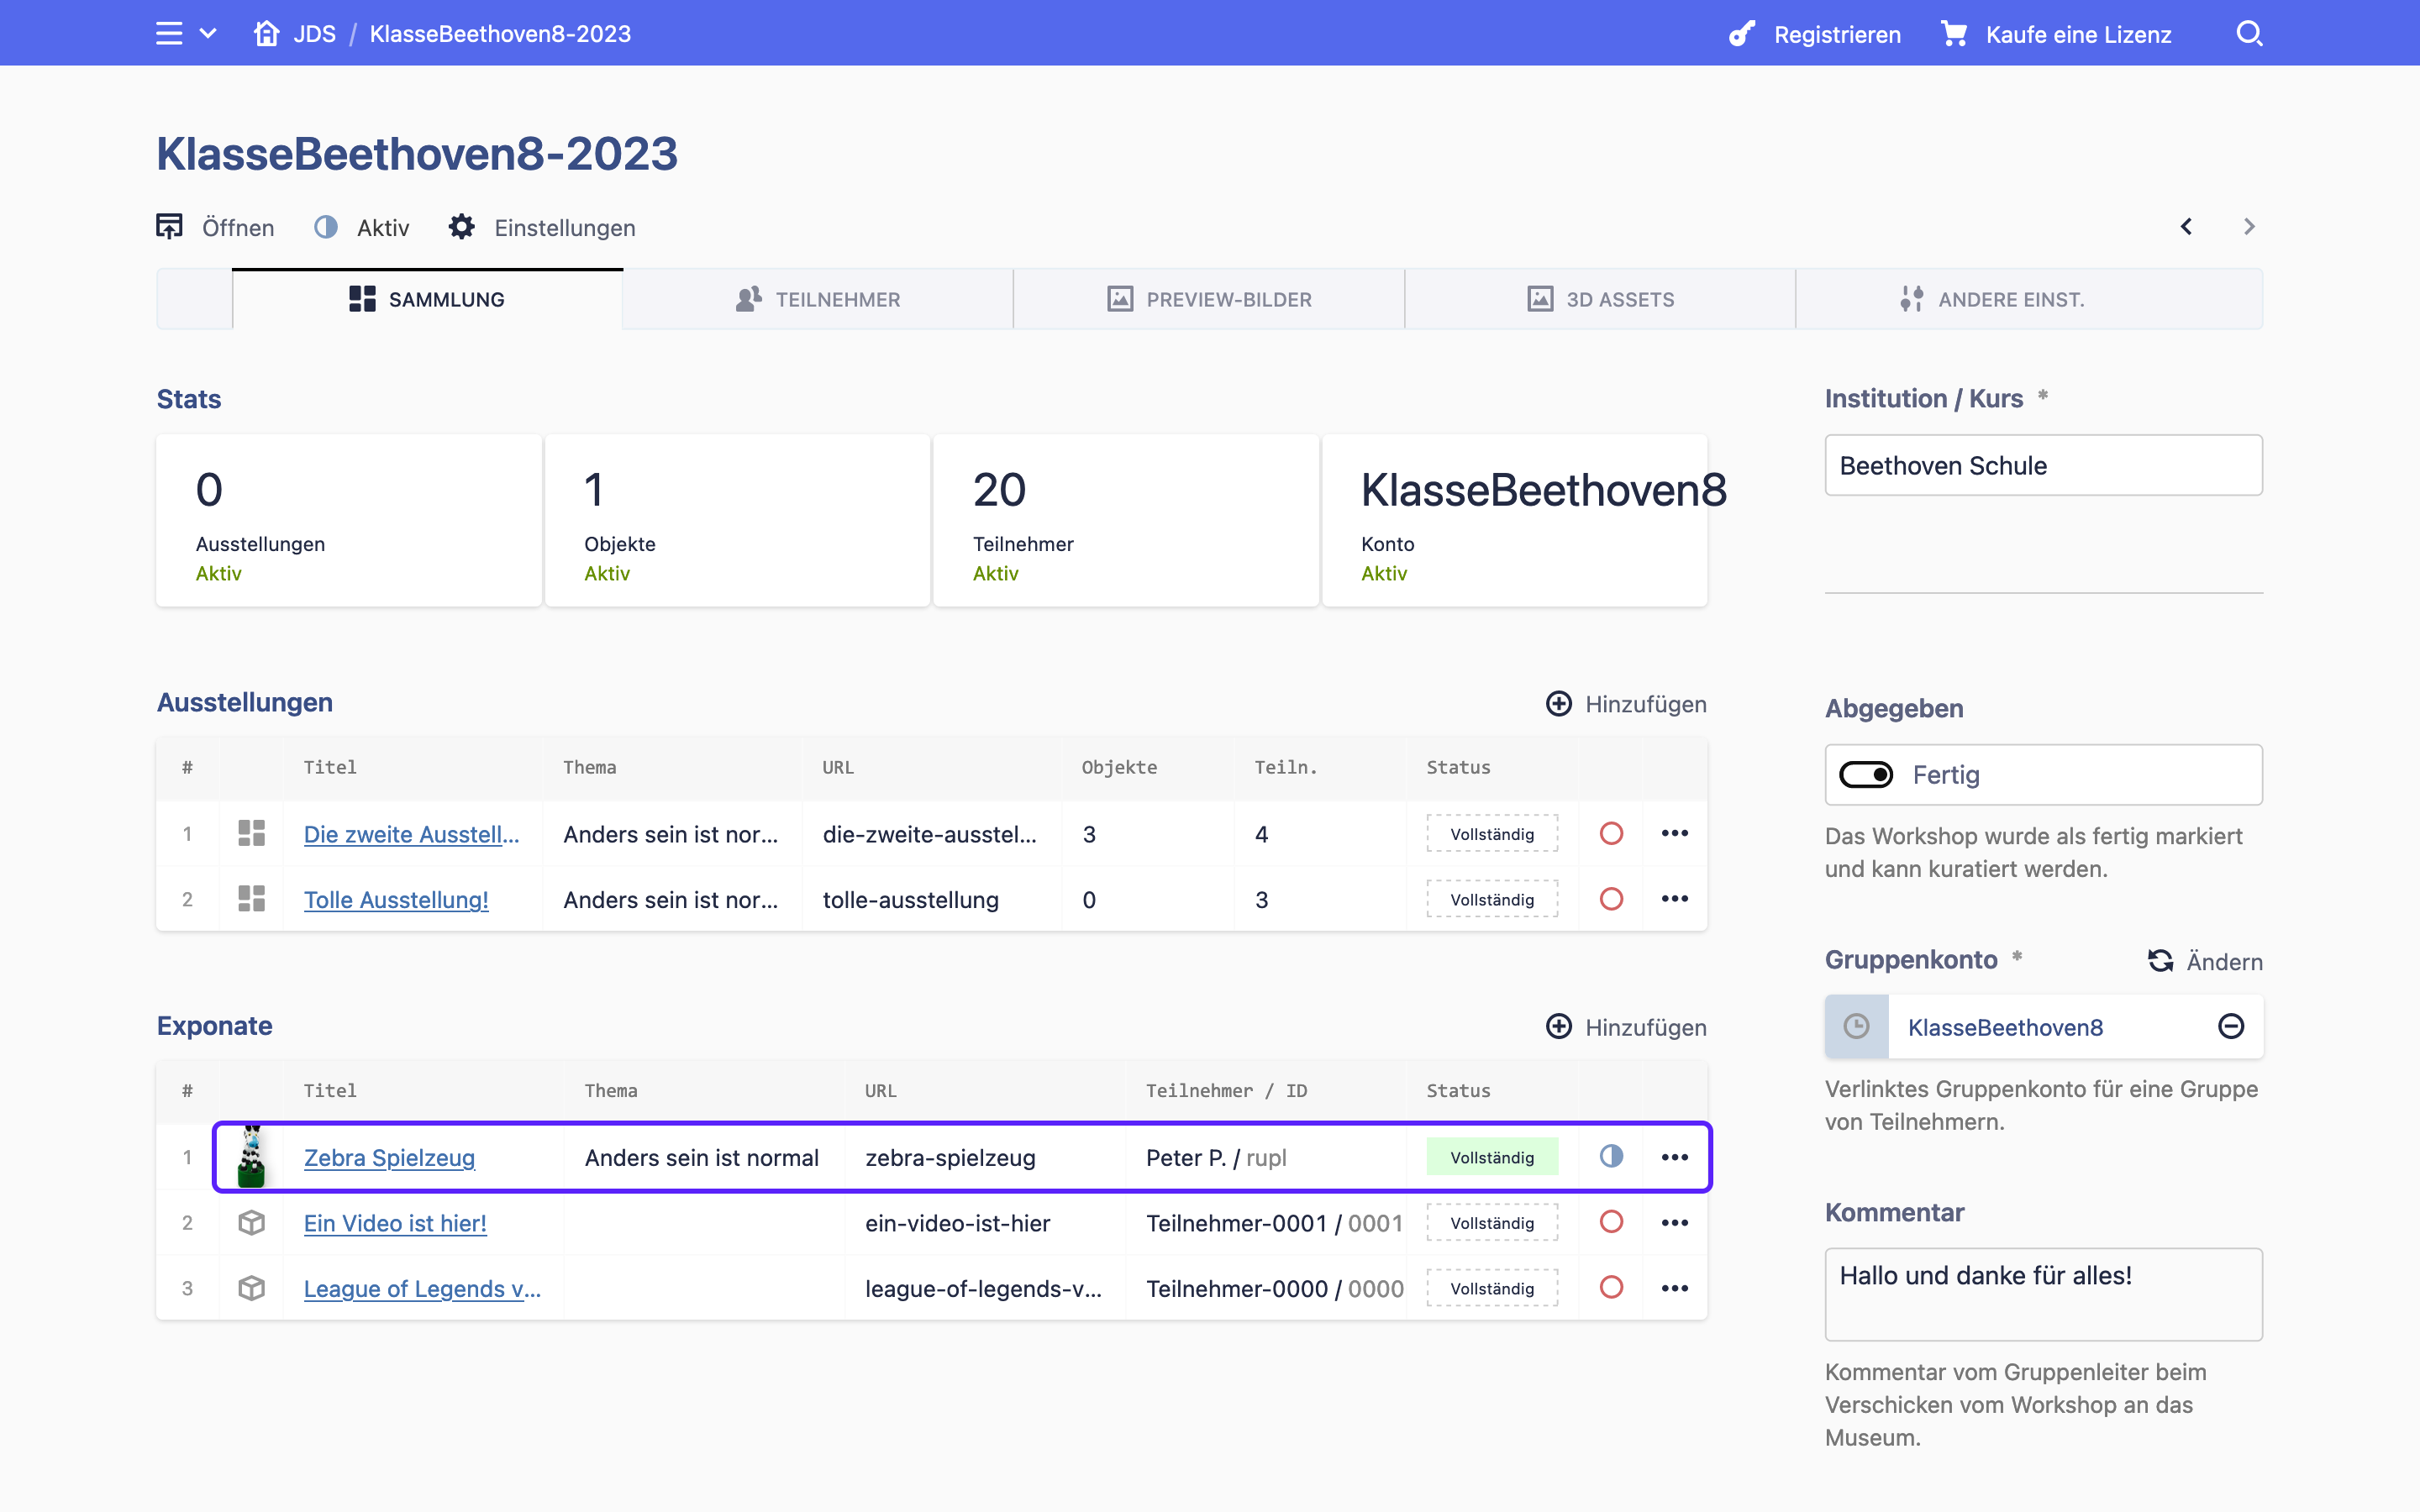 JDS / KlasseBeethoven8-2023
Registrieren
Kaufe eine Lizenz
KlasseBeethoven8-2023
Öffnen
Aktiv
Einstellungen
SAMMLUNG
TEILNEHMER
PREVIEW-BILDER
3D ASSETS
ANDERE EINST.
Stats
0
Ausstellungen
Aktiv
1
Objekte
Aktiv
20
Teilnehmer
Aktiv
KlasseBeethoven8
Konto
Aktiv
Ausstellungen
Hinzufügen
# Titel Thema URL Objekte Teiln. Status
1 Die zweite Ausstell... Anders sein ist nor... die-zweite-ausstel... 3 4 Vollständig
2 Tolle Ausstellung! Anders sein ist nor... tolle-ausstellung 0 3 Vollständig
Exponate
Hinzufügen
# Titel Thema URL Teilnehmer / ID Status
1 Zebra Spielzeug Anders sein ist normal zebra-spielzeug Peter P. / rupl Vollständig
2 Ein Video ist hier! ein-video-ist-hier Teilnehmer-0001 / 0001 Vollständig
3 League of Legends v... league-of-legends-v... Teilnehmer-0000 / 0000 Vollständig
Institution / Kurs *
Beethoven Schule
Abgegeben
Fertig
Das Workshop wurde als fertig markiert
und kann kuratiert werden.
Gruppenkonto *
Ändern
KlasseBeethoven8
Verlinktes Gruppenkonto für eine Gruppe
von Teilnehmern.
Kommentar
Hallo und danke für alles!
Kommentar vom Gruppenleiter beim
Verschicken vom Workshop an das
Museum.